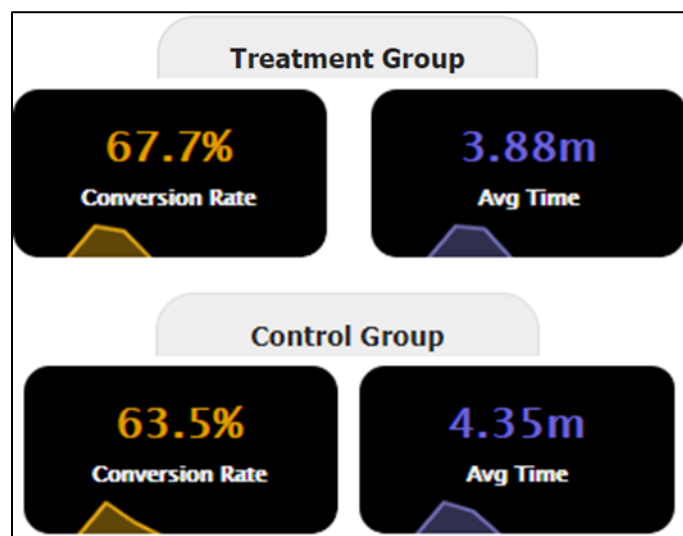 Treatment Group
67.7%
Conversion Rate
3.88m
Avg Time
Control Group
63.5%
Conversion Rate
4.35m
Avg Time